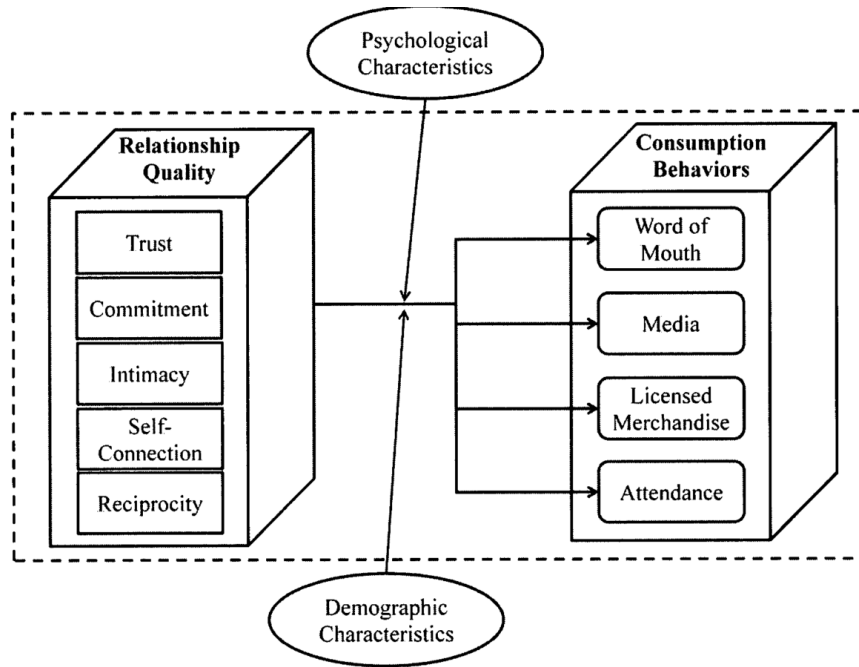 Psychological
Characteristics
Relationship
Quality
Trust
Commitment
Intimacy
Self-
Connection
Reciprocity
Consumption
Behaviors
Word of
Mouth
Media
Licensed
Merchandise
Attendance
Demographic
Characteristics